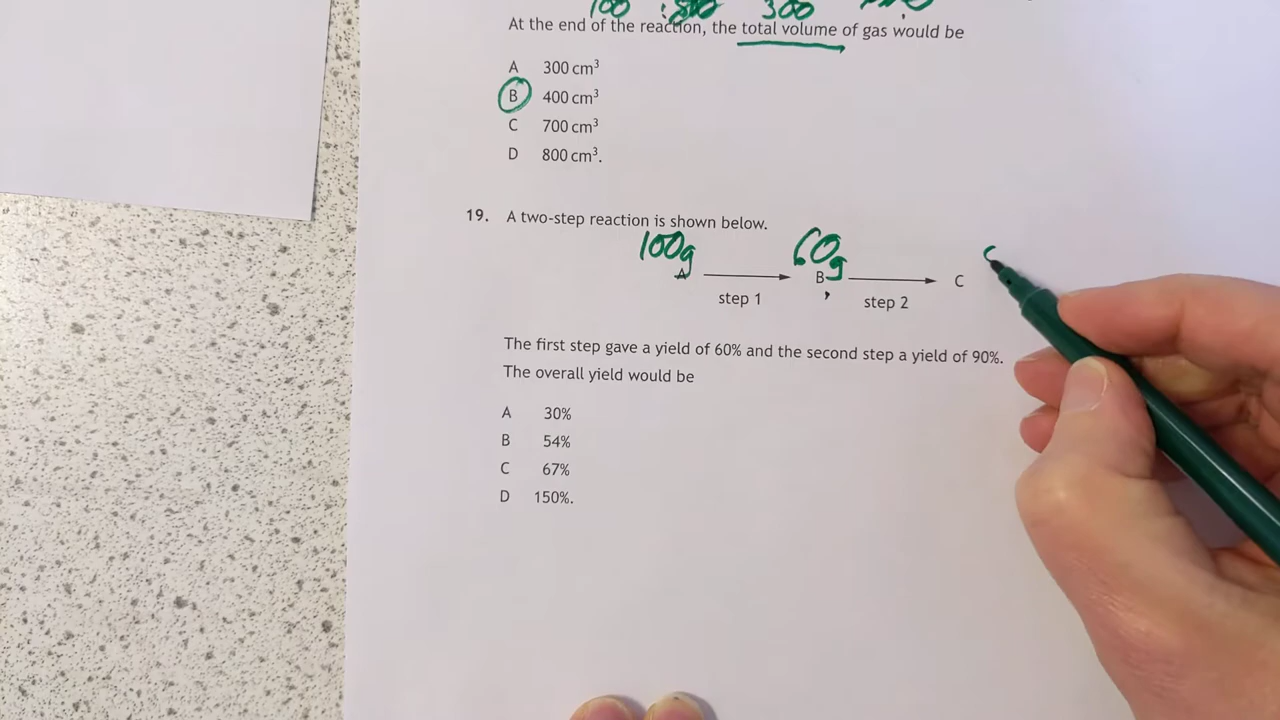 100 300
At the end of the reaction, the total volume of gas would be
A 300 cm³
B 400 cm³
C 700 cm³
D 800 cm³.
19. A two-step reaction is shown below.
100g 60g
A B C
step 1 step 2
The first step gave a yield of 60% and the second step a yield of 90%.
The overall yield would be
A 30%
B 54%
C 67%
D 150%.